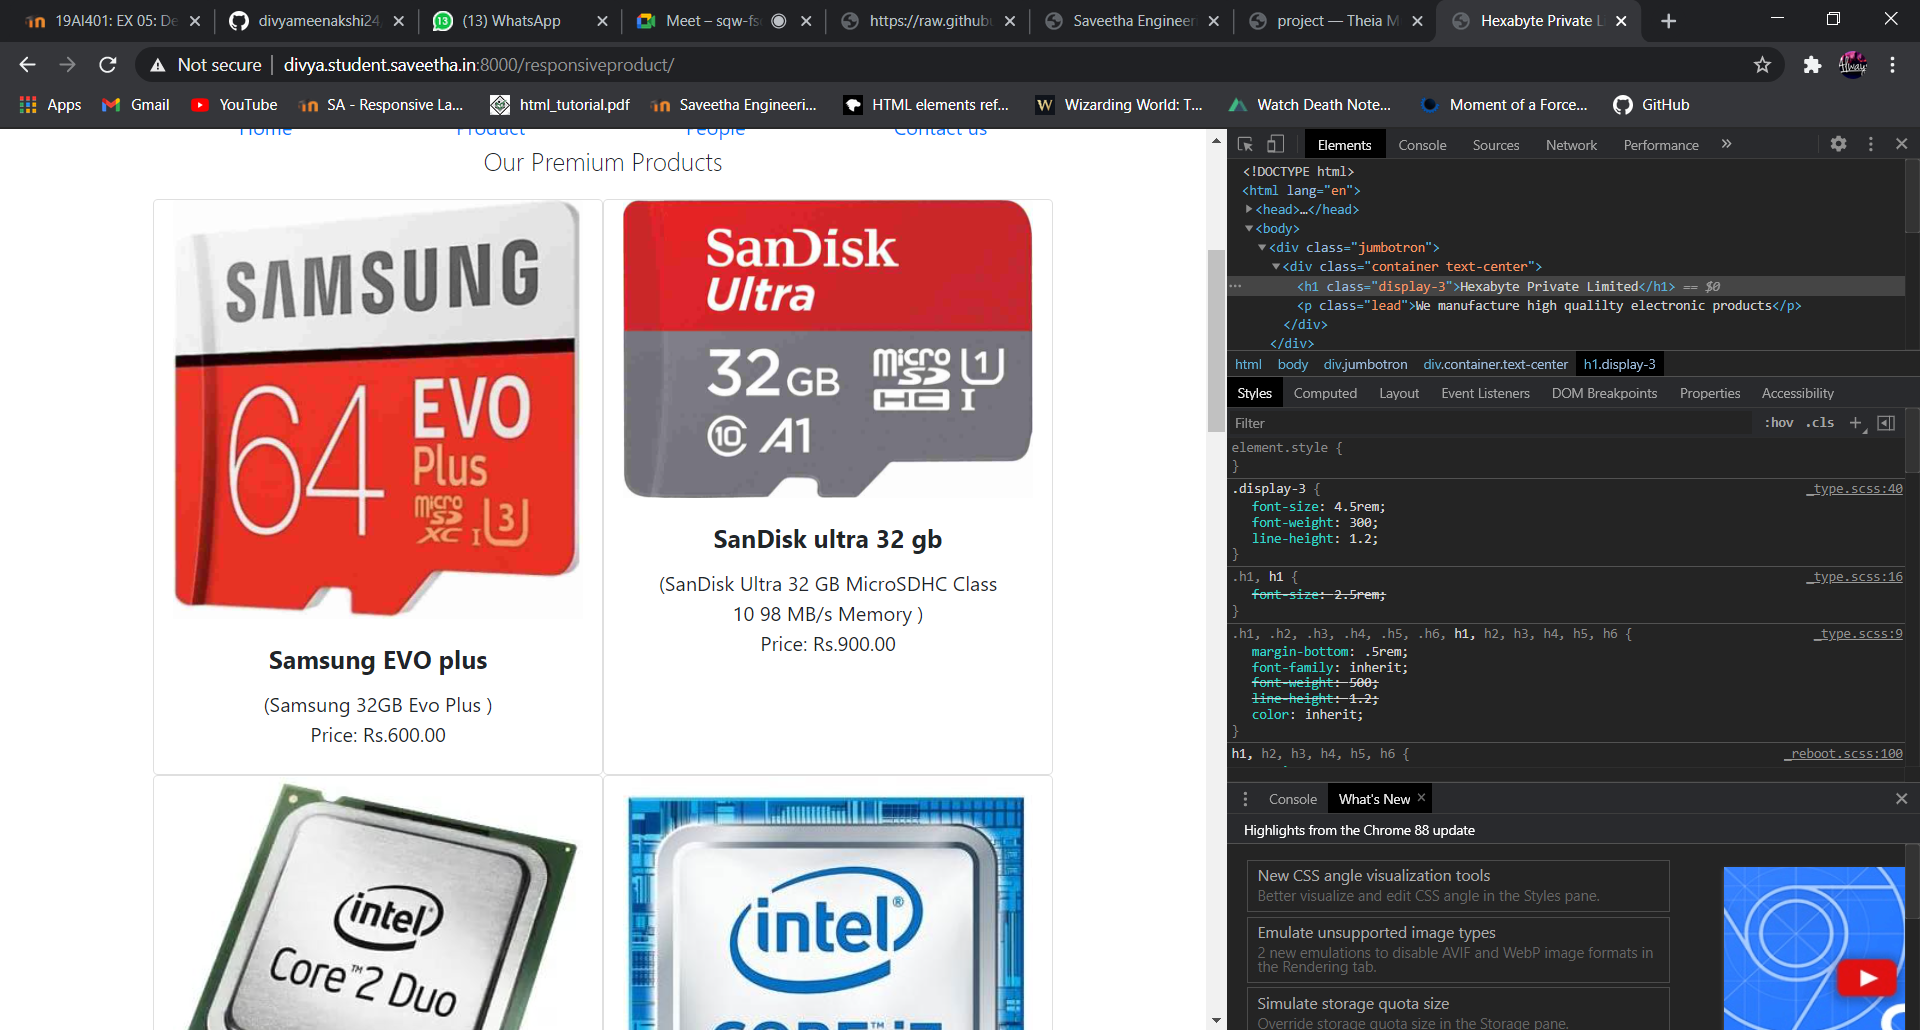 19AI401: EX 05: De
divyameenakshi24
(13) WhatsApp
Meet – sqw-fs
https://raw.github
Saveetha Engineer
project — Theia M
Hexabyte Private L
Not secure
divya.student.saveetha.in:8000/responsiveproduct/
Apps
Gmail
YouTube
SA - Responsive La...
html_tutorial.pdf
Saveetha Engineeri...
HTML elements ref...
Wizarding World: T...
Watch Death Note...
Moment of a Force...
GitHub
Home
Product
People
Contact us
Our Premium Products
SAMSUNG
64
EVO
Plus
micro
SD
XC I U3
SanDisk
Ultra
32GB
micro
SD
HC I U1
10 A1
Samsung EVO plus
(Samsung 32GB Evo Plus )
Price: Rs.600.00
SanDisk ultra 32 gb
(SanDisk Ultra 32 GB MicroSDHC Class
10 98 MB/s Memory )
Price: Rs.900.00
intel
Core™2 Duo
intel®
CORE™ i7
Elements
Console
Sources
Network
Performance
»
<!DOCTYPE html>
<html lang="en">
<head>…</head>
<body>
<div class="jumbotron">
<div class="container text-center">
<h1 class="display-3">Hexabyte Private Limited</h1> == $0
<p class="lead">We manufacture high qualilty electronic products</p>
</div>
</div>
html body div.jumbotron div.container.text-center h1.display-3
Styles Computed Layout Event Listeners DOM Breakpoints Properties Accessibility
Filter
:hov .cls +
element.style {
}
.display-3 {
_type.scss:40
font-size: 4.5rem;
font-weight: 300;
line-height: 1.2;
}
.h1, h1 {
_type.scss:16
font-size: 2.5rem;
}
.h1, .h2, .h3, .h4, .h5, .h6, h1, h2, h3, h4, h5, h6 {
_type.scss:9
margin-bottom: .5rem;
font-family: inherit;
font-weight: 500;
line-height: 1.2;
color: inherit;
}
h1, h2, h3, h4, h5, h6 {
_reboot.scss:100
Console
What's New
Highlights from the Chrome 88 update
New CSS angle visualization tools
Better visualize and edit CSS angle in the Styles pane.
Emulate unsupported image types
2 new emulations to disable AVIF and WebP image formats in
the Rendering tab.
Simulate storage quota size
Override storage quota size in the Storage pane.